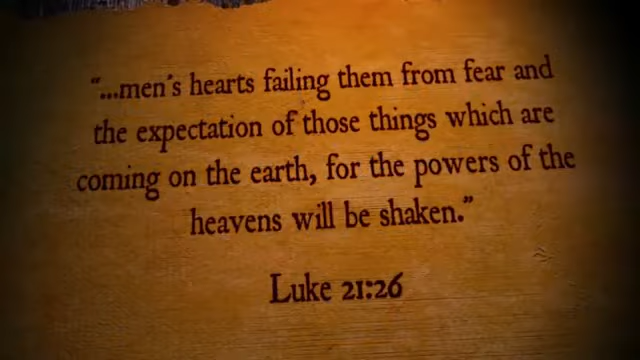 “...men's hearts failing them from fear and
the expectation of those things which are
coming on the earth, for the powers of the
heavens will be shaken.”
Luke 21:26